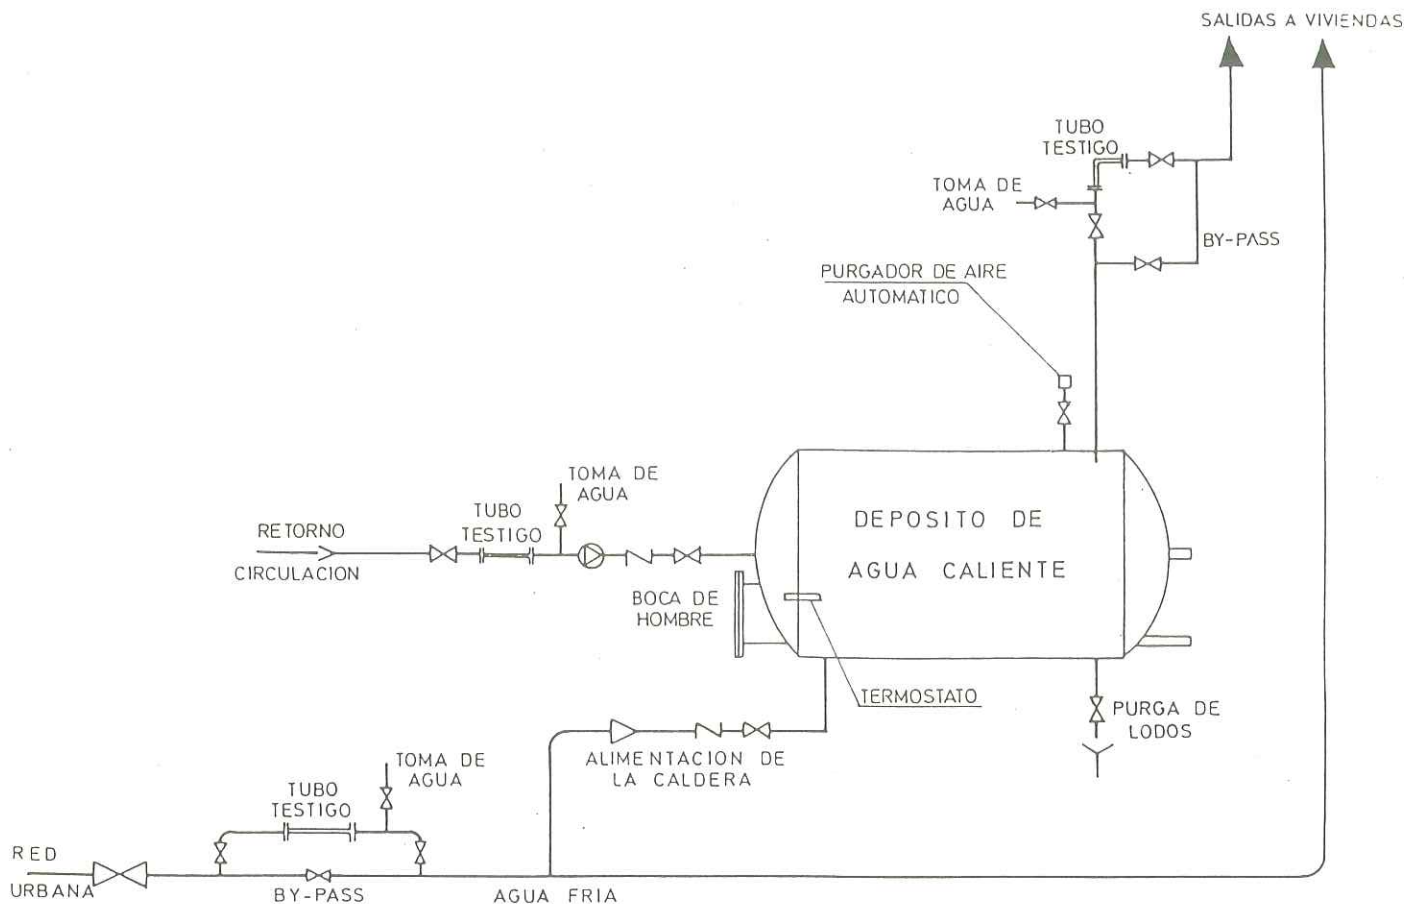 SALIDAS A VIVIENDAS
TUBO
TESTIGO
TOMA DE
AGUA
BY-PASS
PURGADOR DE AIRE
AUTOMATICO
TOMA DE
AGUA
TUBO
TESTIGO
RETORNO
CIRCULACION
DEPOSITO DE
AGUA CALIENTE
BOCA DE
HOMBRE
TERMOSTATO
PURGA DE
LODOS
ALIMENTACION DE
LA CALDERA
TOMA DE
AGUA
TUBO
TESTIGO
RED
URBANA
BY-PASS
AGUA FRIA